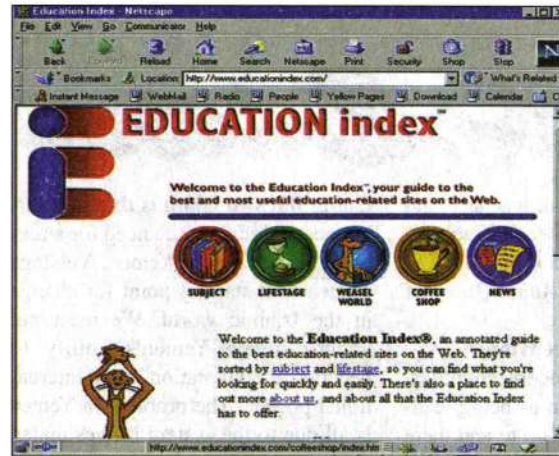 Education Index - Netscape
File Edit View Go Communicator Help
Back Forward Reload Home Search Netscape Print Security Shop Stop
Bookmarks Location: http://www.educationindex.com/ What's Related
Instant Message WebMail Radio People Yellow Pages Download Calendar
EDUCATION index™
Welcome to the Education Index™, your guide to the
best and most useful education-related sites on the Web.
SUBJECT LIFESTAGE WEASEL WORLD COFFEE SHOP NEWS
Welcome to the Education Index®, an annotated guide
to the best education-related sites on the Web. They're
sorted by subject and lifestage, so you can find what you're
looking for quickly and easily. There's also a place to find
out more about us, and about all that the Education Index
has to offer.
http://www.educationindex.com/coffeeshop/index.htm